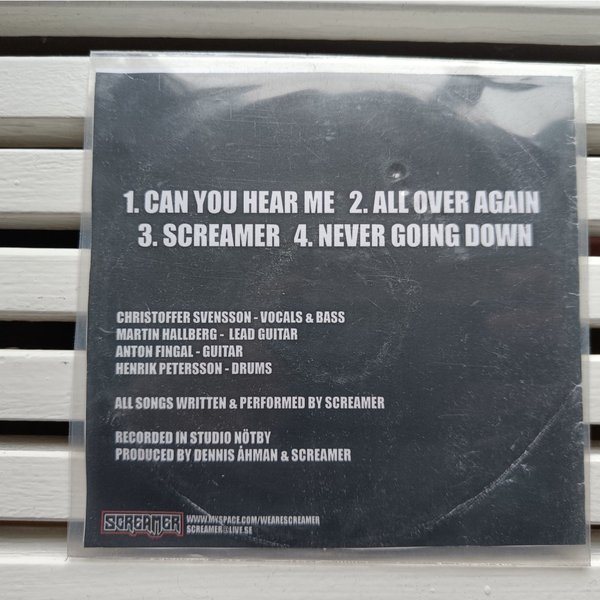 1. CAN YOU HEAR ME 2. ALL OVER AGAIN
3. SCREAMER 4. NEVER GOING DOWN
CHRISTOFFER SVENSSON - VOCALS & BASS
MARTIN HALLBERG - LEAD GUITAR
ANTON FINGAL - GUITAR
HENRIK PETERSSON - DRUMS
ALL SONGS WRITTEN & PERFORMED BY SCREAMER
RECORDED IN STUDIO NÖTBY
PRODUCED BY DENNIS ÅHMAN & SCREAMER
SCREAMER
WWW.MYSPACE.COM/WEARESCREAMER
SCREAMER@LIVE.SE